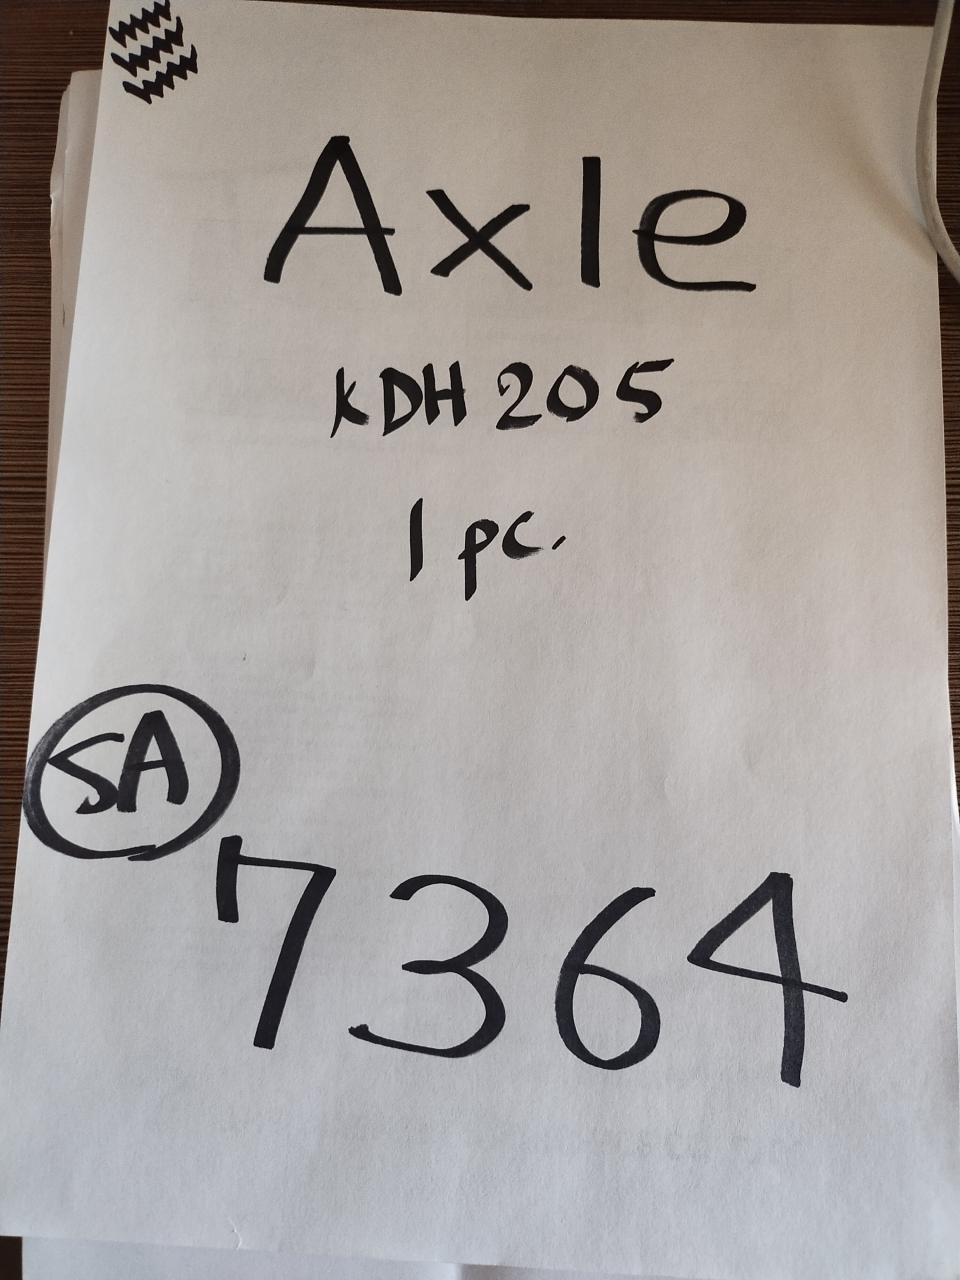 Axle
KDH 205
1 pc.
SA
7364